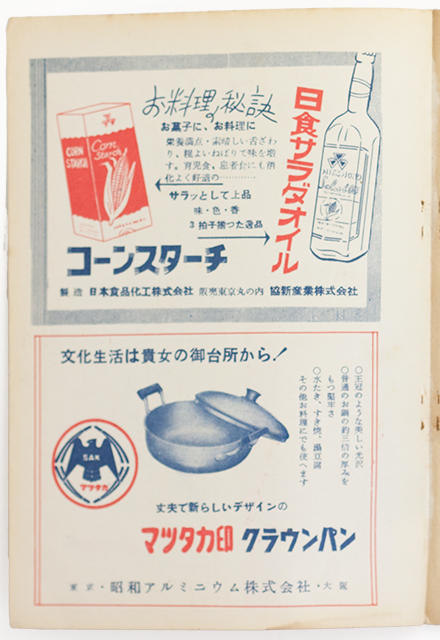 お料理の秘訣
お菓子に、お料理に
栄養満点・素晴しい舌ざわ
り、程よいねばりで味を増
す。育児食、患者食にも消
化よく好適の…………
サラッとして上品
味・色・香
3拍子揃つた逸品
日食サラダオイル
CORN
STARCH
Corn
Starch
コーンスターチ
製造 日本食品化工株式会社 販売東京丸の内 協新産業株式会社
文化生活は貴女の御台所から!
○王冠のような美しい光沢
○普通のお鍋の約三倍の厚みを
もつ堅牢さ
○水たき、すき焼、湯豆腐
その他お料理にでも使へます
SAK
マツタカ
丈夫で新らしいデザインの
マツタカ印 クラウンパン
東京・昭和アルミニウム株式会社・大阪